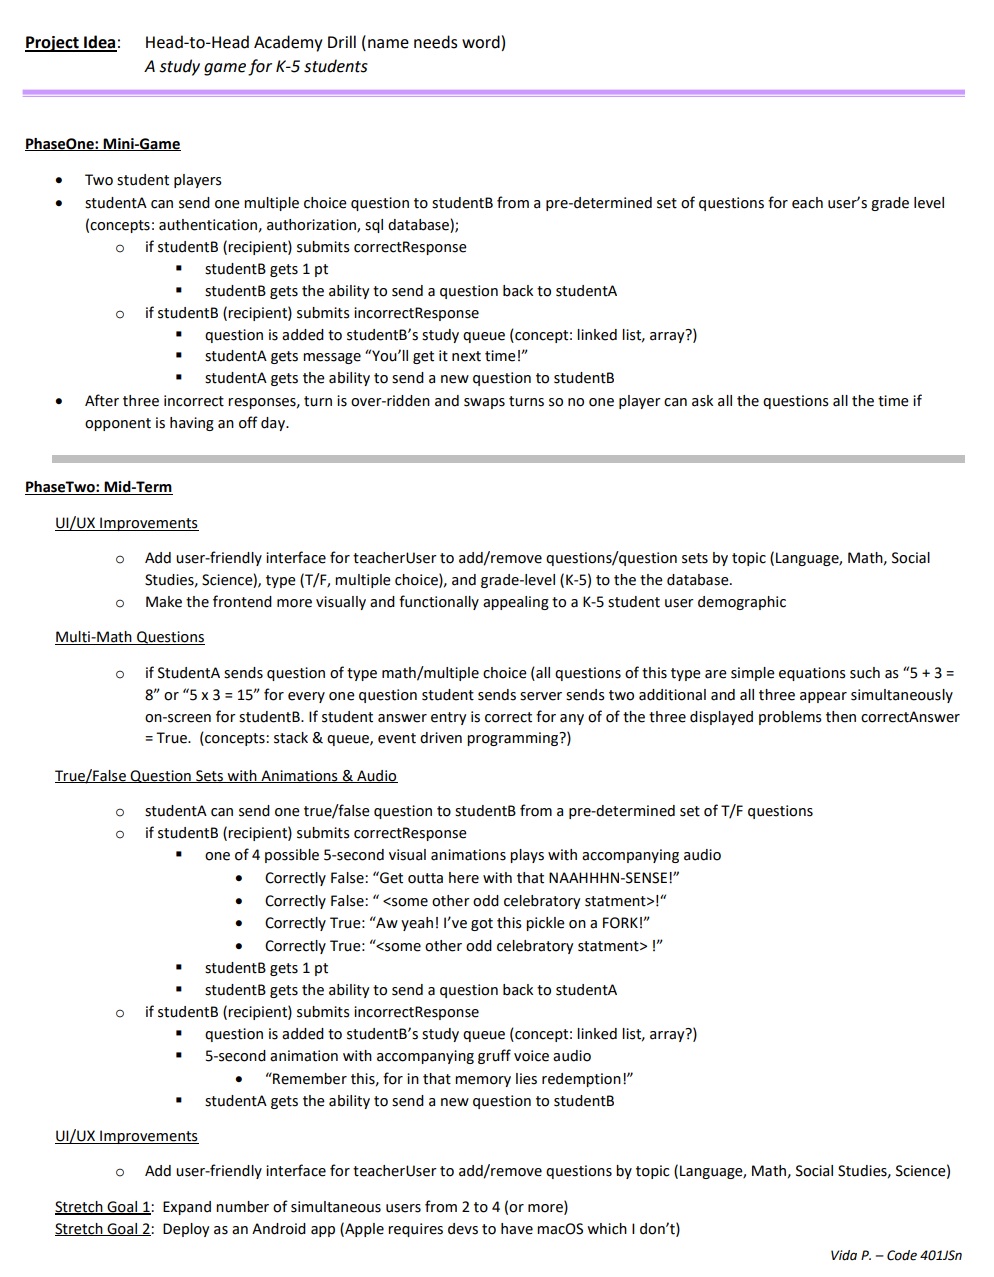 Project Idea: Head-to-Head Academy Drill (name needs word)
A study game for K-5 students
PhaseOne: Mini-Game
• Two student players
• studentA can send one multiple choice question to studentB from a pre-determined set of questions for each user’s grade level
(concepts: authentication, authorization, sql database);
o if studentB (recipient) submits correctResponse
▪ studentB gets 1 pt
▪ studentB gets the ability to send a question back to studentA
o if studentB (recipient) submits incorrectResponse
▪ question is added to studentB’s study queue (concept: linked list, array?)
▪ studentA gets message “You’ll get it next time!”
▪ studentA gets the ability to send a new question to studentB
• After three incorrect responses, turn is over-ridden and swaps turns so no one player can ask all the questions all the time if
opponent is having an off day.
PhaseTwo: Mid-Term
UI/UX Improvements
o Add user-friendly interface for teacherUser to add/remove questions/question sets by topic (Language, Math, Social
Studies, Science), type (T/F, multiple choice), and grade-level (K-5) to the the database.
o Make the frontend more visually and functionally appealing to a K-5 student user demographic
Multi-Math Questions
o if StudentA sends question of type math/multiple choice (all questions of this type are simple equations such as “5 + 3 =
8” or “5 x 3 = 15” for every one question student sends server sends two additional and all three appear simultaneously
on-screen for studentB. If student answer entry is correct for any of of the three displayed problems then correctAnswer
= True. (concepts: stack & queue, event driven programming?)
True/False Question Sets with Animations & Audio
o studentA can send one true/false question to studentB from a pre-determined set of T/F questions
o if studentB (recipient) submits correctResponse
▪ one of 4 possible 5-second visual animations plays with accompanying audio
• Correctly False: “Get outta here with that NAAHHHN-SENSE!”
• Correctly False: “ <some other odd celebratory statment>!“
• Correctly True: “Aw yeah! I’ve got this pickle on a FORK!”
• Correctly True: “<some other odd celebratory statment> !”
▪ studentB gets 1 pt
▪ studentB gets the ability to send a question back to studentA
o if studentB (recipient) submits incorrectResponse
▪ question is added to studentB’s study queue (concept: linked list, array?)
▪ 5-second animation with accompanying gruff voice audio
• “Remember this, for in that memory lies redemption!”
▪ studentA gets the ability to send a new question to studentB
UI/UX Improvements
o Add user-friendly interface for teacherUser to add/remove questions by topic (Language, Math, Social Studies, Science)
Stretch Goal 1: Expand number of simultaneous users from 2 to 4 (or more)
Stretch Goal 2: Deploy as an Android app (Apple requires devs to have macOS which I don’t)
Vida P. – Code 401JSn